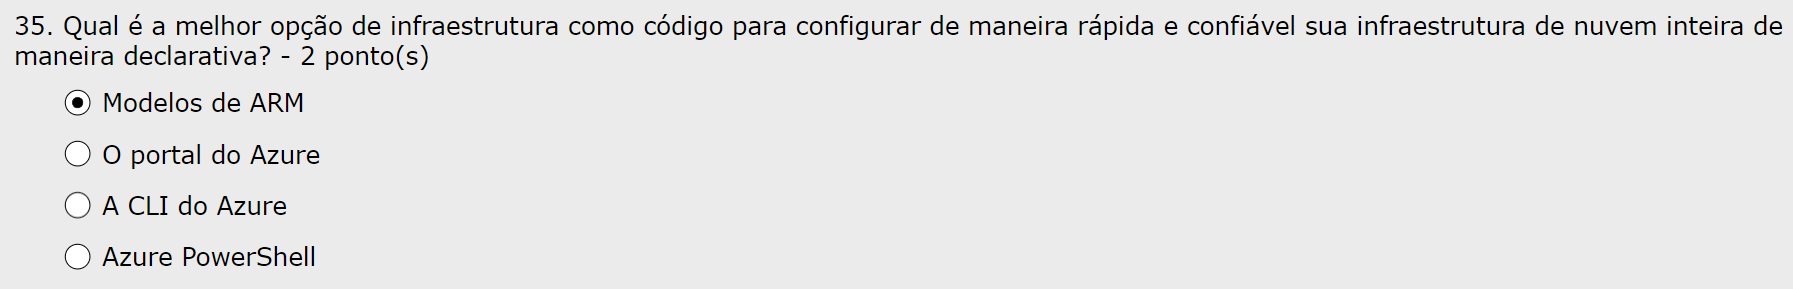 35. Qual é a melhor opção de infraestrutura como código para configurar de maneira rápida e confiável sua infraestrutura de nuvem inteira de
maneira declarativa? - 2 ponto(s)
Modelos de ARM
O portal do Azure
A CLI do Azure
Azure PowerShell